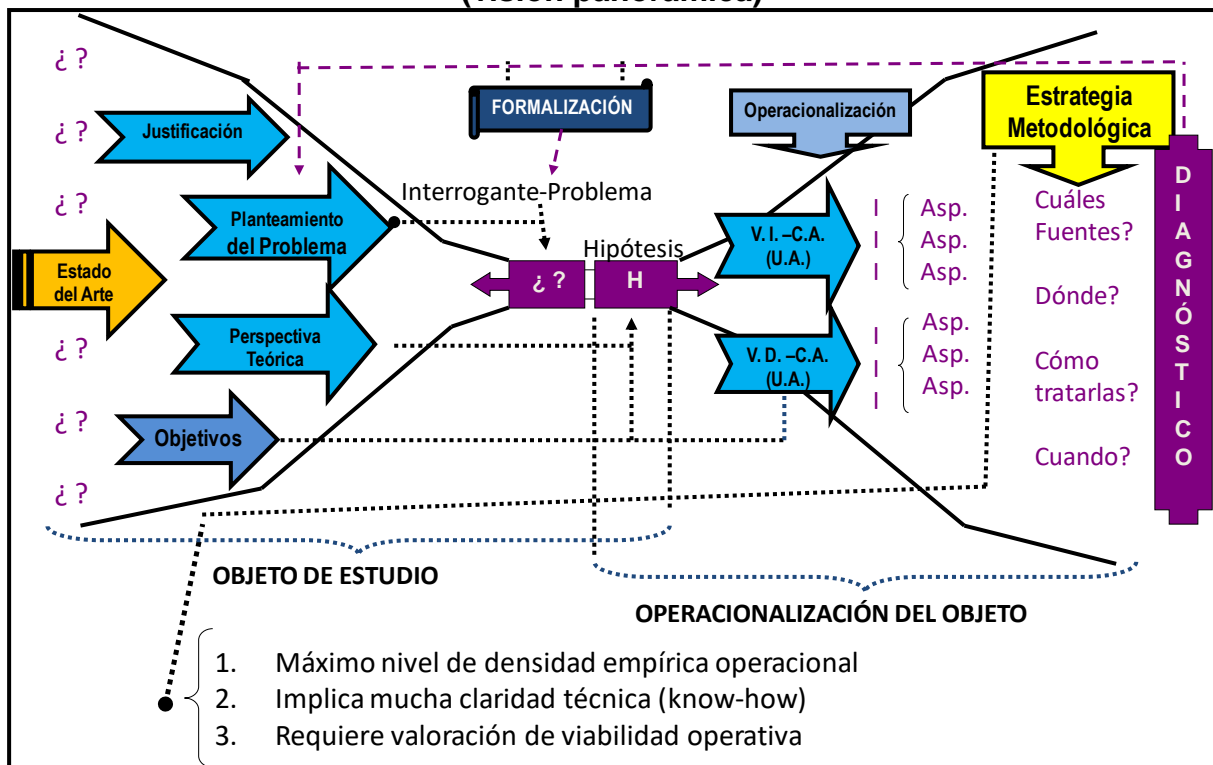 (Visión panorámica)
¿ ?
¿ ?
¿ ?
¿ ?
¿ ?
¿ ?
Justificación
Planteamiento
del Problema
Estado
del Arte
Perspectiva
Teórica
Objetivos
FORMALIZACIÓN
Interrogante-Problema
Hipótesis
¿ ?
H
Operacionalización
V. I. –C.A.
(U.A.)
V. D. –C.A.
(U.A.)
I
I
I
Asp.
Asp.
Asp.
I
I
I
Asp.
Asp.
Asp.
Estrategia
Metodológica
Cuáles
Fuentes?
Dónde?
Cómo
tratarlas?
Cuando?
D
I
A
G
N
Ó
S
T
I
C
O
OBJETO DE ESTUDIO
OPERACIONALIZACIÓN DEL OBJETO
1. Máximo nivel de densidad empírica operacional
2. Implica mucha claridad técnica (know-how)
3. Requiere valoración de viabilidad operativa